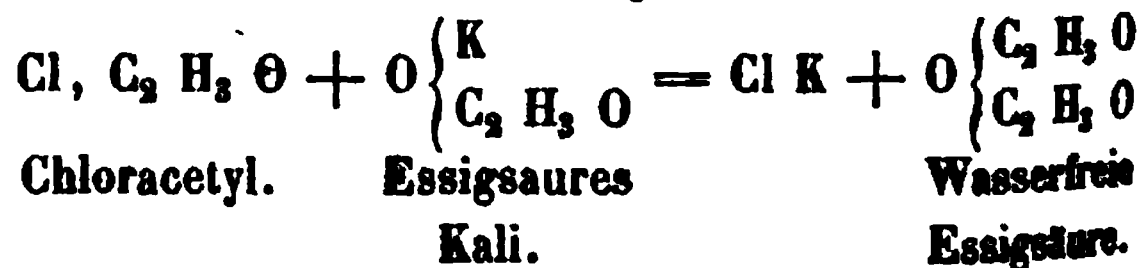 Cl, C₂ H₃ Θ + O { K / C₂ H₃ O = Cl K + O { C₂ H₃ O / C₂ H₃ O
Chloracetyl. Essigsaures Wasserfreie
Kali. Essigsäure.